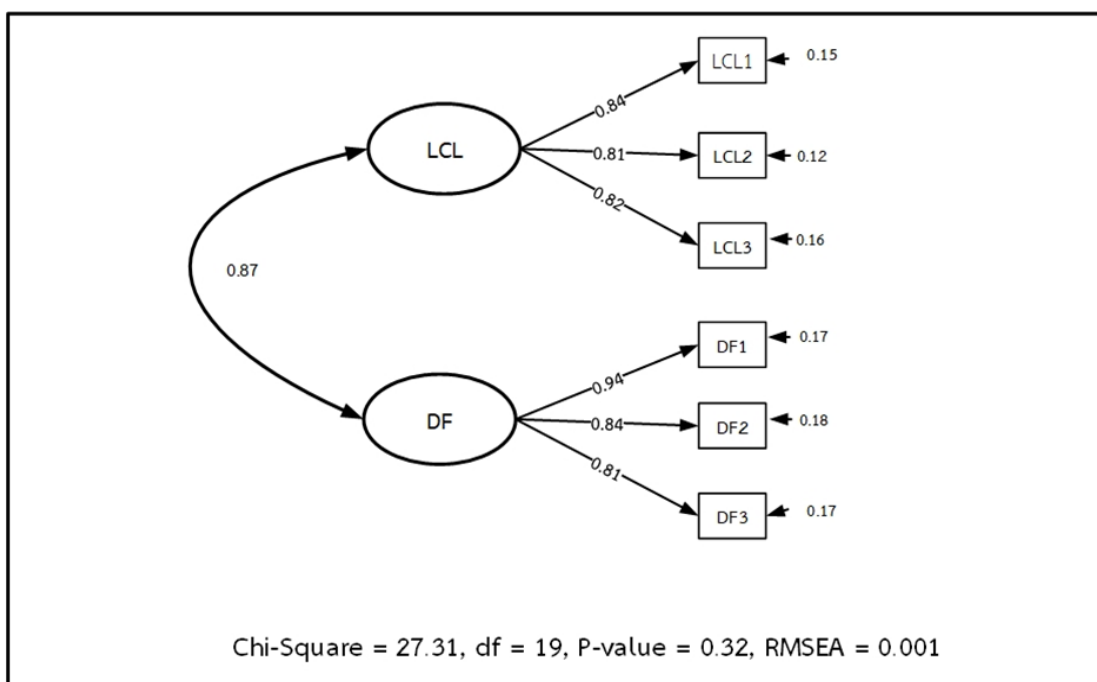 LCL1
0.15
0.84
LCL
0.81
LCL2
0.12
0.82
LCL3
0.16
0.87
DF1
0.17
0.94
DF
0.84
DF2
0.18
0.81
DF3
0.17
Chi-Square = 27.31, df = 19, P-value = 0.32, RMSEA = 0.001